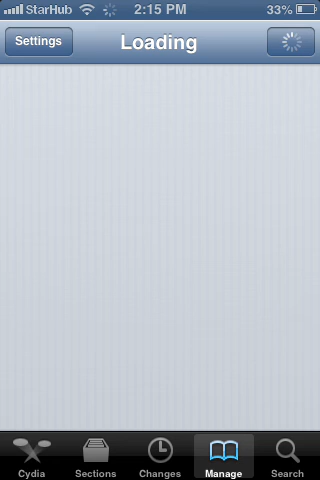 StarHub 2:15 PM 33%
Settings Loading
Cydia Sections Changes Manage Search